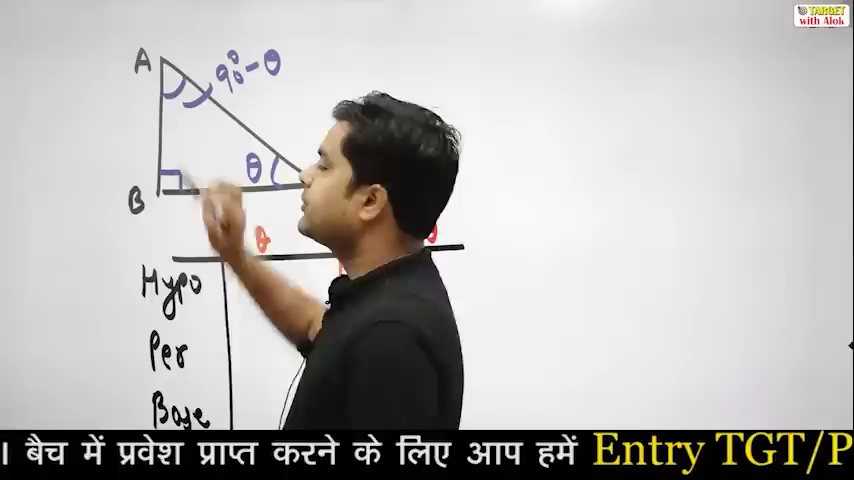 TARGET
with Alok
A
90° - θ
θ
B
θ
Hypo
Per
Base
। बैच में प्रवेश प्राप्त करने के लिए आप हमें Entry TGT/P